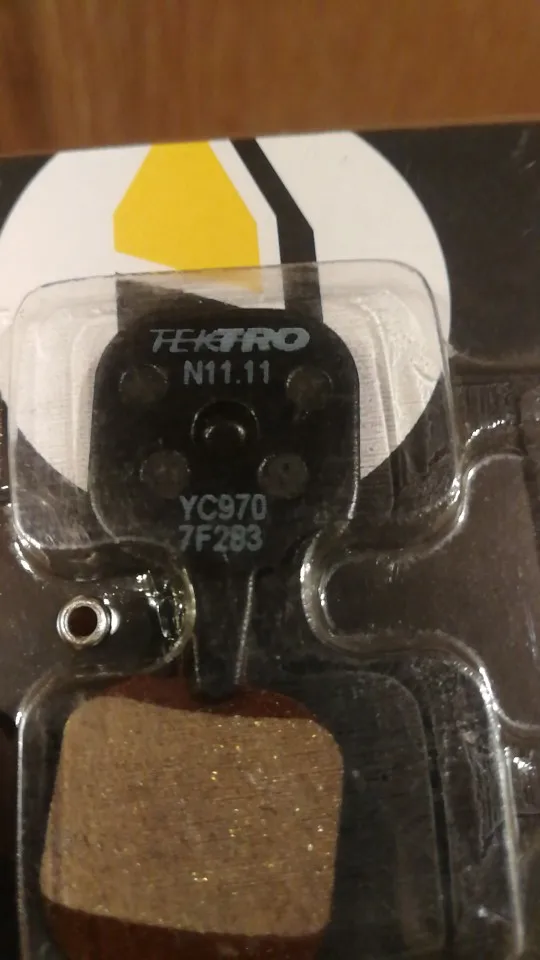 TEKTRO
N11.11
YC970
7F283